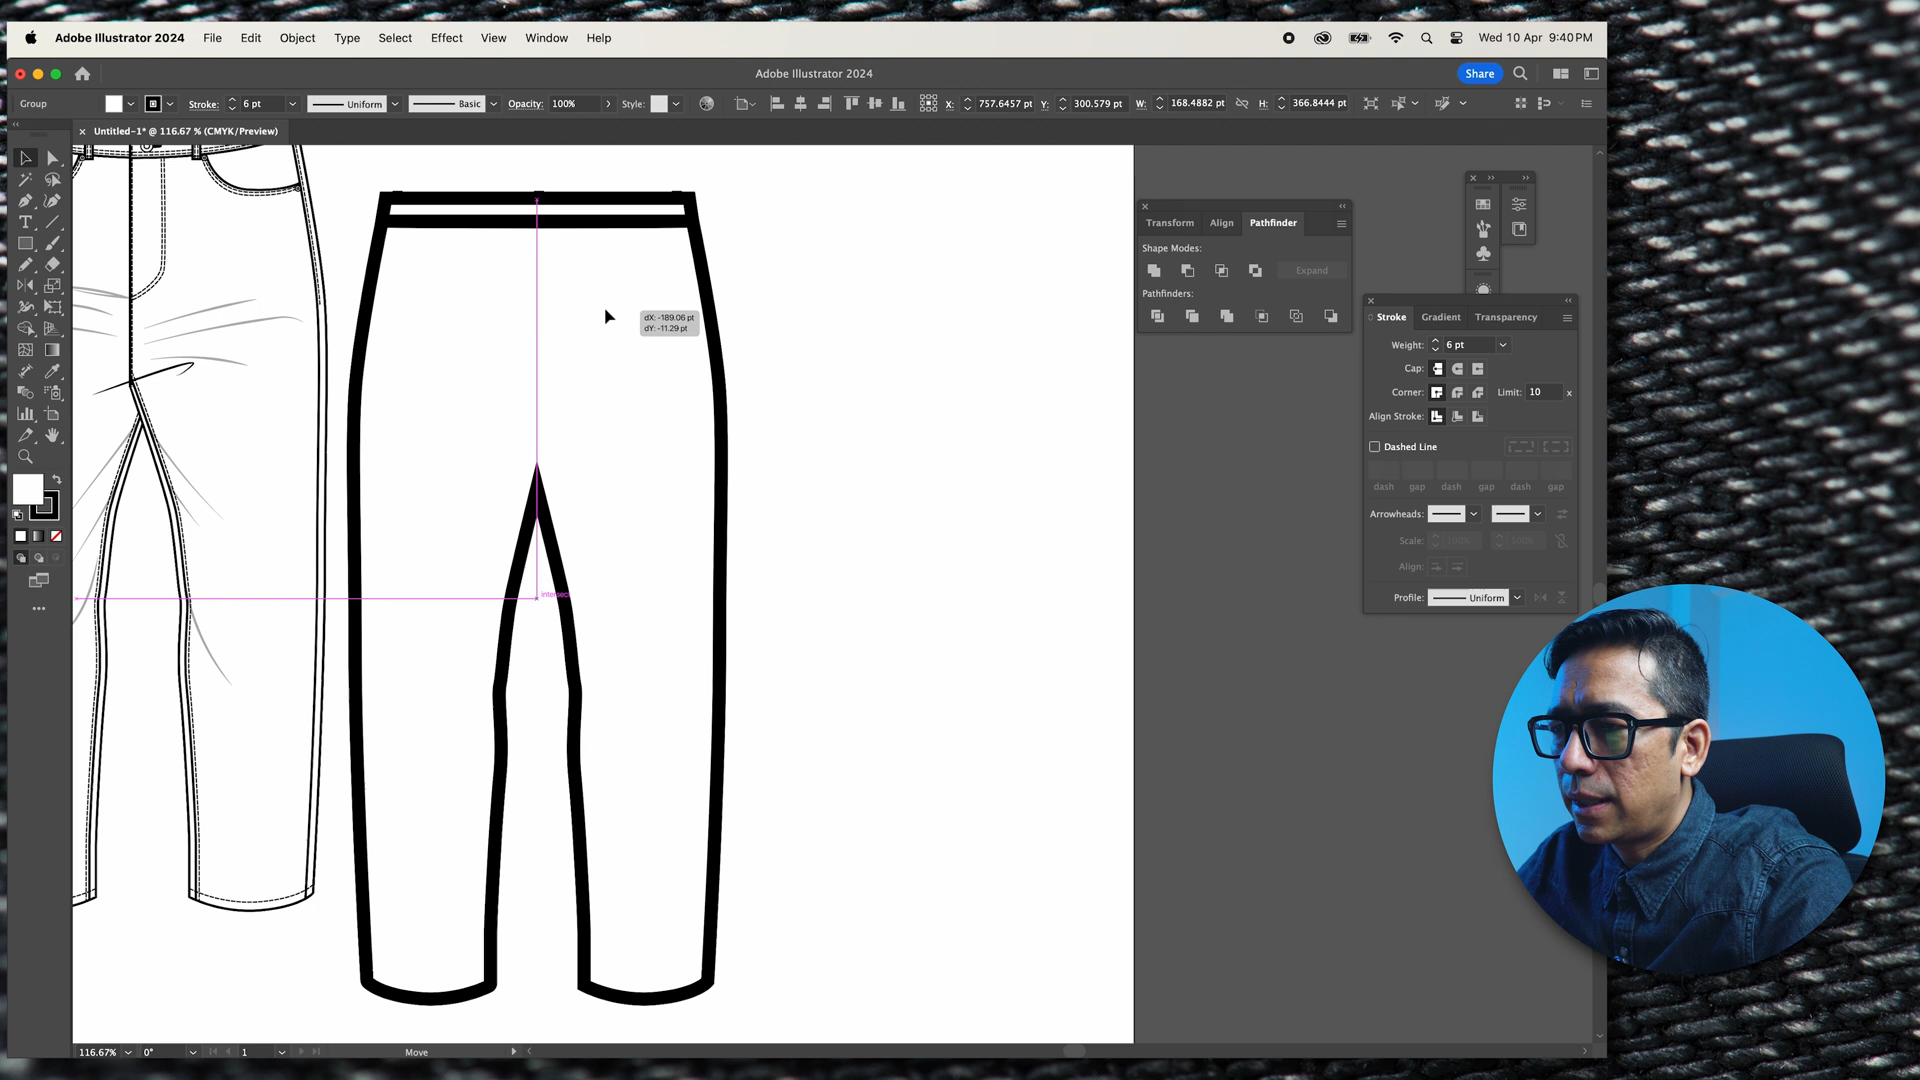 Adobe Illustrator 2024 File Edit Object Type Select Effect View Window Help Wed 10 Apr 9:40 PM
Adobe Illustrator 2024 Share
Group Stroke: 6 pt Uniform Basic Opacity: 100% Style: X: 757.6457 pt Y: 300.579 pt W: 168.4882 pt H: 366.8444 pt
× Untitled-1* @ 116.67 % (CMYK/Preview)
Transform Align Pathfinder
Shape Modes:
Expand
Pathfinders:
dX: -189.06 pt
dY: -11.29 pt
intersect
Stroke Gradient Transparency
Weight: 6 pt
Cap:
Corner: Limit: 10 x
Align Stroke:
Dashed Line
dash gap dash gap dash gap
Arrowheads:
Scale: 100% 100%
Align:
Profile: Uniform
116.67% 0° 1 Move